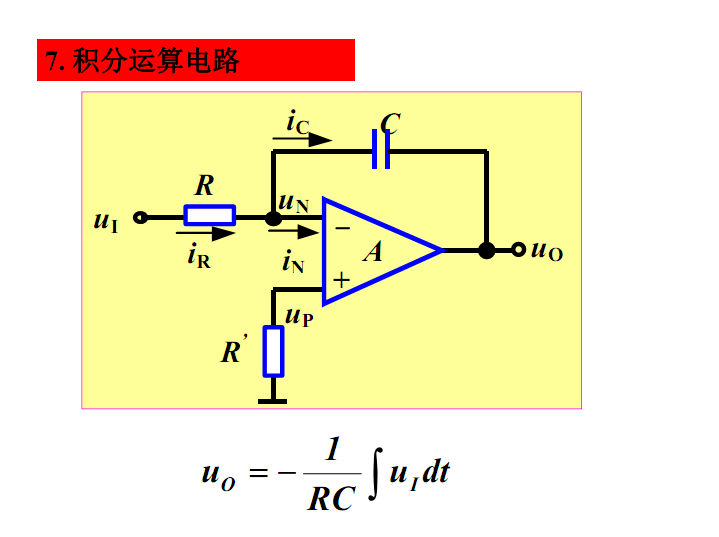 7. 积分运算电路
iC C
R
uI
uN
iR
iN
− A
+
uO
uP
R’
uO = − 1/RC ∫ uI dt